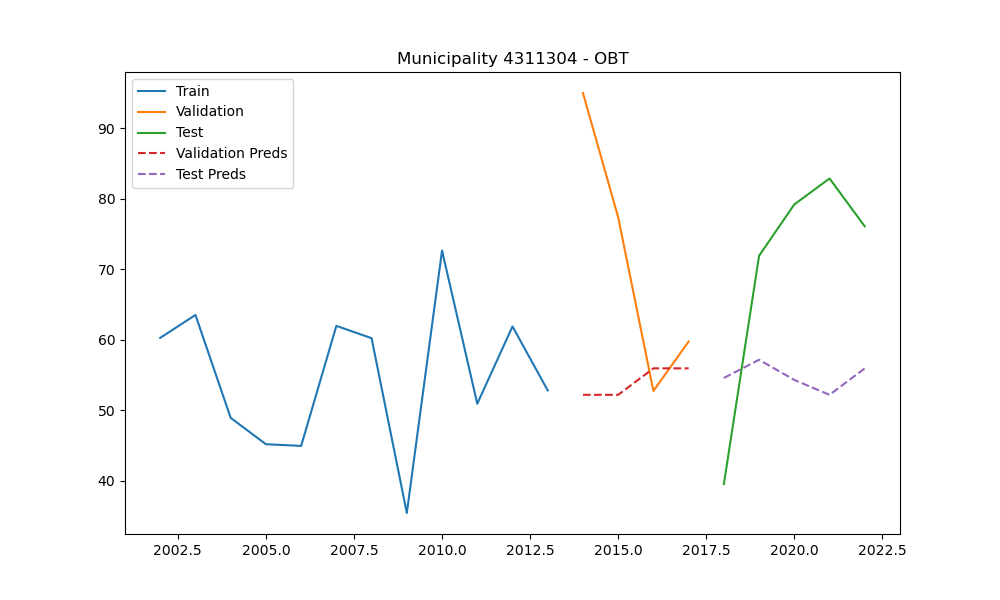 Municipality 4311304 - OBT
Train
Validation
Test
Validation Preds
Test Preds
90
80
70
60
50
40
2002.5 2005.0 2007.5 2010.0 2012.5 2015.0 2017.5 2020.0 2022.5